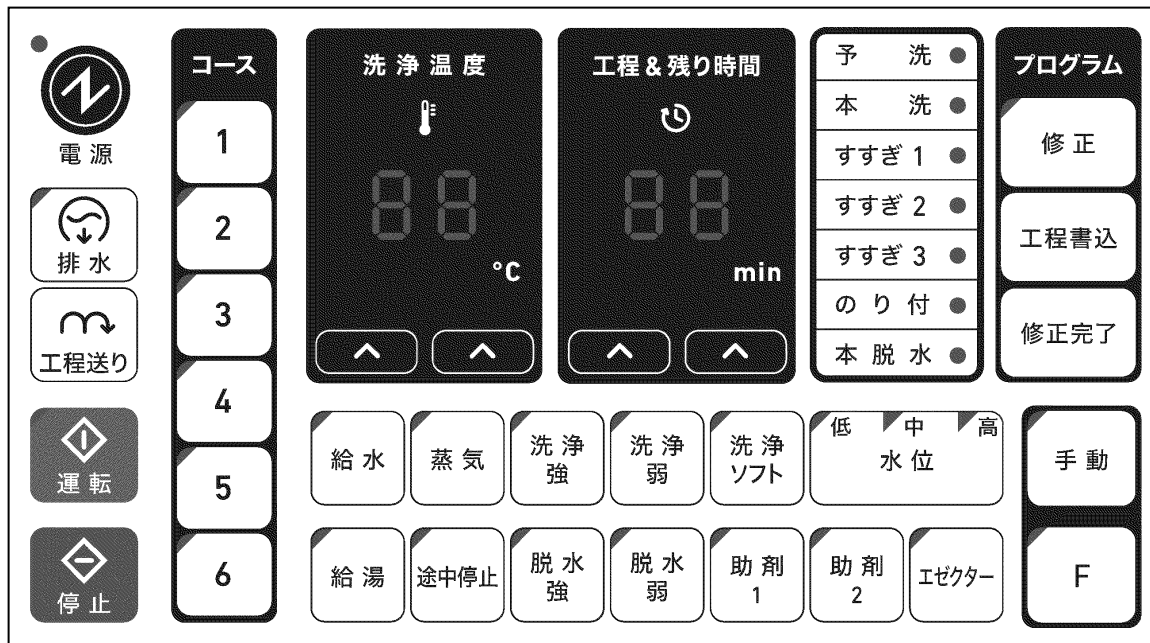 電源
排水
工程送り
運転
停止
コース
1
2
3
4
5
6
洗浄温度
88
°C
工程&残り時間
88
min
予洗
本洗
すすぎ 1
すすぎ 2
すすぎ 3
のり付
本脱水
プログラム
修正
工程書込
修正完了
給水
蒸気
洗浄
強
洗浄
弱
洗浄
ソフト
低 中 高
水位
手動
給湯
途中停止
脱水
強
脱水
弱
助剤
1
助剤
2
エゼクター
F